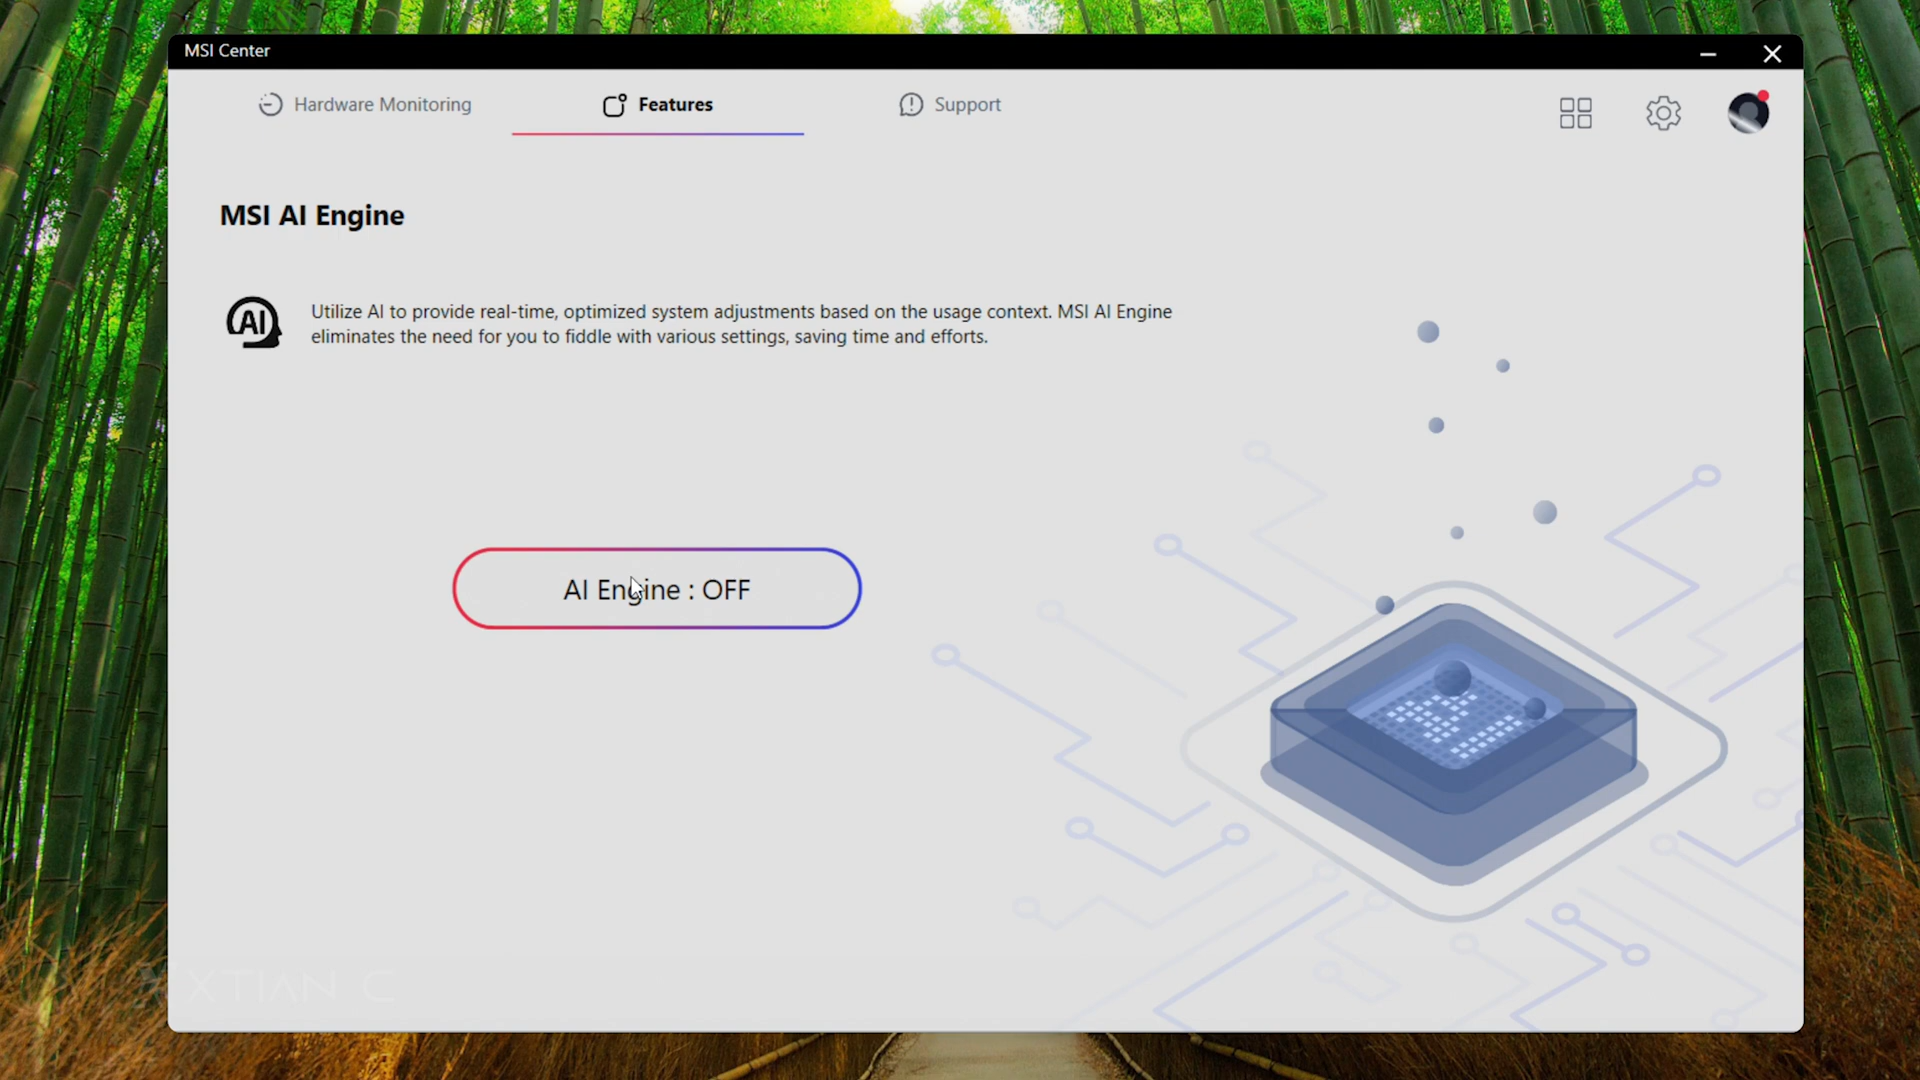 MSI Center
Hardware Monitoring
Features
Support
MSI AI Engine
AI
Utilize AI to provide real-time, optimized system adjustments based on the usage context. MSI AI Engine
eliminates the need for you to fiddle with various settings, saving time and efforts.
AI Engine : OFF
XTIAN C